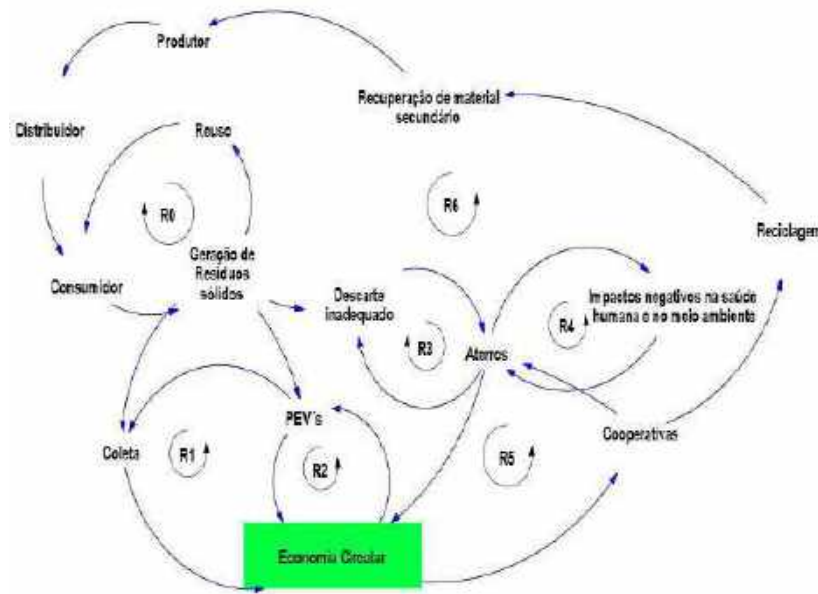 Produtor
Recuperação de material
secundário
Distribuidor
Reuso
R0
R6
Reciclagem
Geração de
Resíduos
sólidos
Consumidor
Descarte
inadequado
Impactos negativos na saúde
humana e no meio ambiente
R4
R3
Aterros
PEV´s
Cooperativas
Coleta
R1
R2
R5
Economia Circular